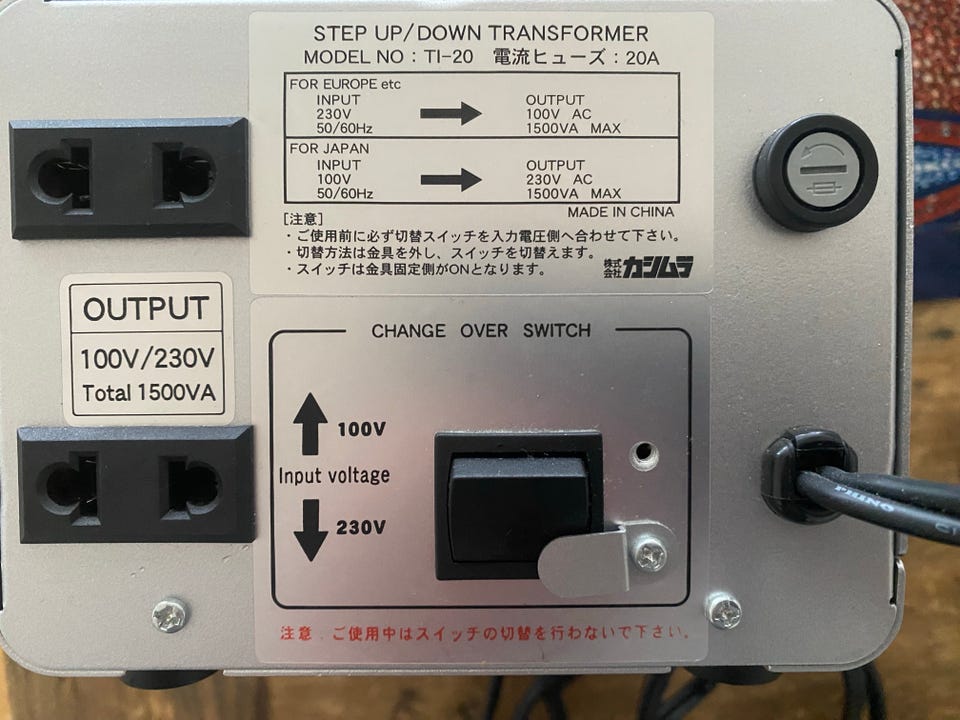 STEP UP/DOWN TRANSFORMER
MODEL NO : TI-20 電流ヒューズ : 20A
FOR EUROPE etc
INPUT OUTPUT
230V 100V AC
50/60Hz 1500VA MAX
FOR JAPAN
INPUT OUTPUT
100V 230V AC
50/60Hz 1500VA MAX
MADE IN CHINA
[注意]
・ご使用前に必ず切替スイッチを入力電圧側へ合わせて下さい。
・切替方法は金具を外し、スイッチを切替えます。
・スイッチは金具固定側がONとなります。
株式会社カシムラ
OUTPUT
100V/230V
Total 1500VA
CHANGE OVER SWITCH
100V
Input voltage
230V
注意 : ご使用中はスイッチの切替を行わないで下さい。